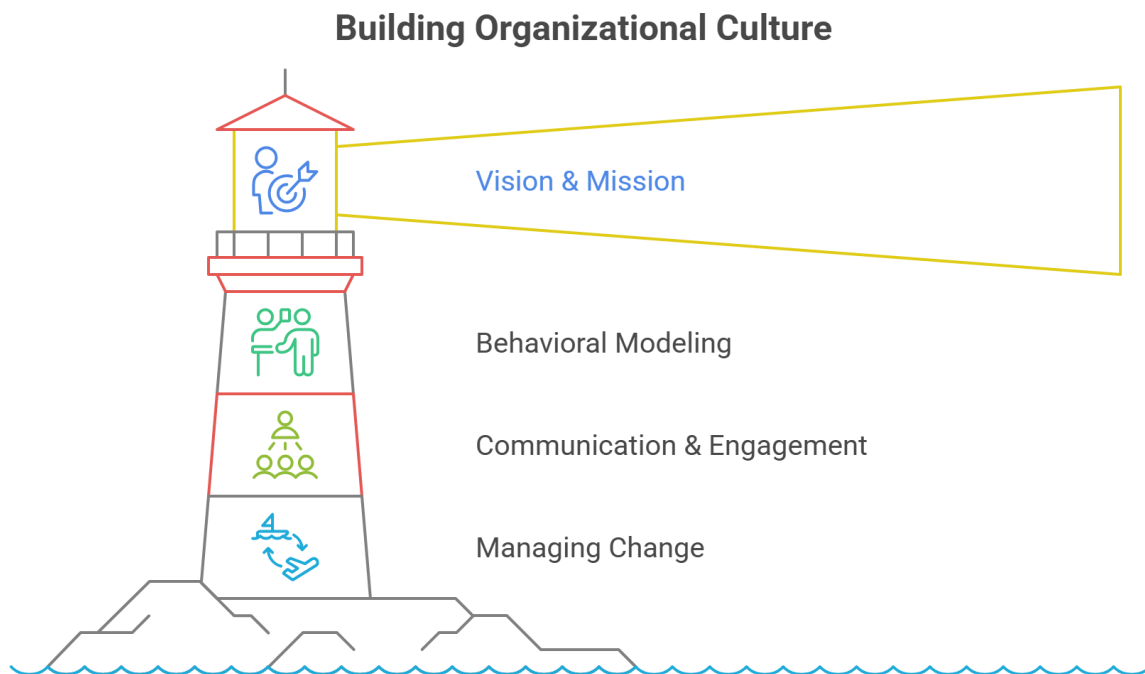 Building Organizational Culture
Vision & Mission
Behavioral Modeling
Communication & Engagement
Managing Change